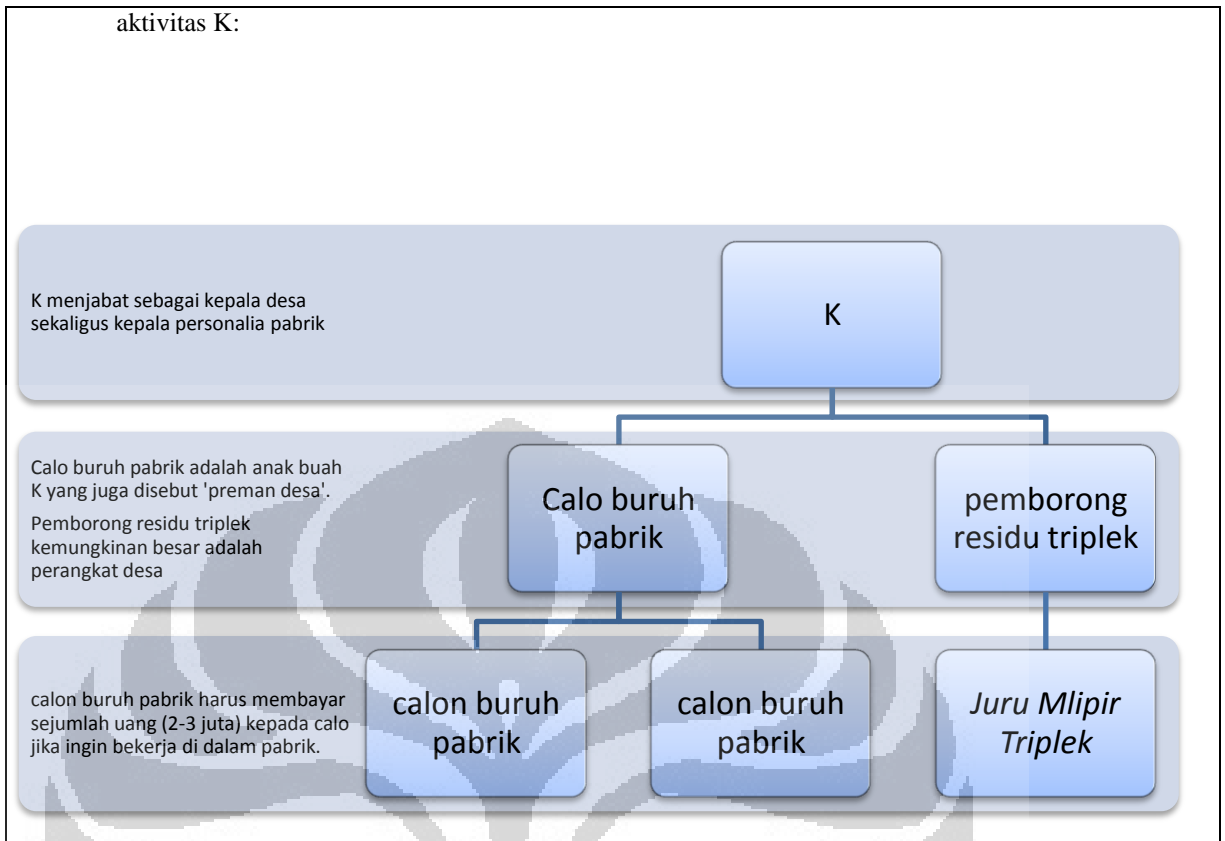 aktivitas K:
K menjabat sebagai kepala desa
sekaligus kepala personalia pabrik
K
Calo buruh pabrik adalah anak buah
K yang juga disebut 'preman desa'.
Pemborong residu triplek
kemungkinan besar adalah
perangkat desa
Calo buruh
pabrik
pemborong
residu triplek
calon buruh pabrik harus membayar
sejumlah uang (2-3 juta) kepada calo
jika ingin bekerja di dalam pabrik.
calon buruh
pabrik
calon buruh
pabrik
Juru Mlipir
Triplek